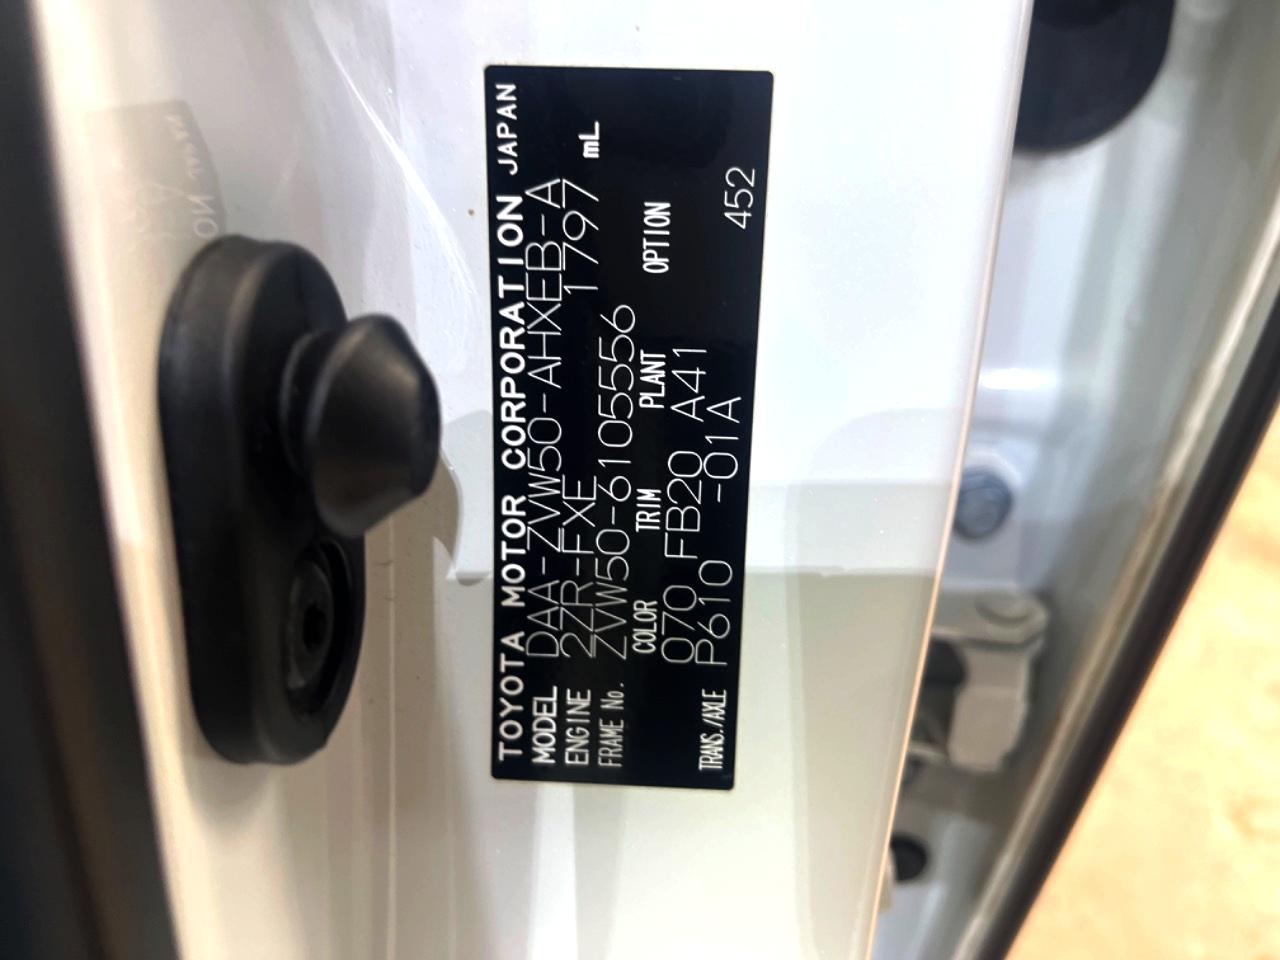 TOYOTA MOTOR CORPORATION JAPAN
MODEL DAA-ZVW50-AHXEB-A
ENGINE 2ZR-FXE 1797 mL
FRAME No. ZVW50-6105556
COLOR TRIM PLANT OPTION
070 FB20 A41
TRANS./AXLE P610 -01A 452